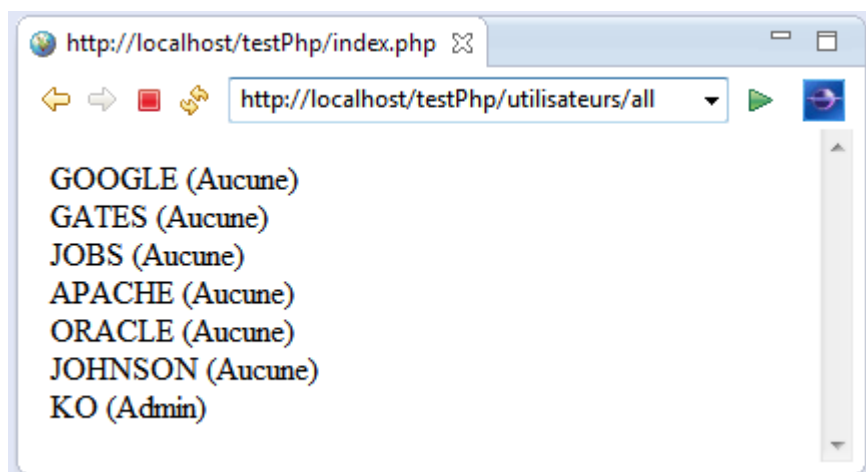 http://localhost/testPhp/index.php
http://localhost/testPhp/utilisateurs/all
GOOGLE (Aucune)
GATES (Aucune)
JOBS (Aucune)
APACHE (Aucune)
ORACLE (Aucune)
JOHNSON (Aucune)
KO (Admin)